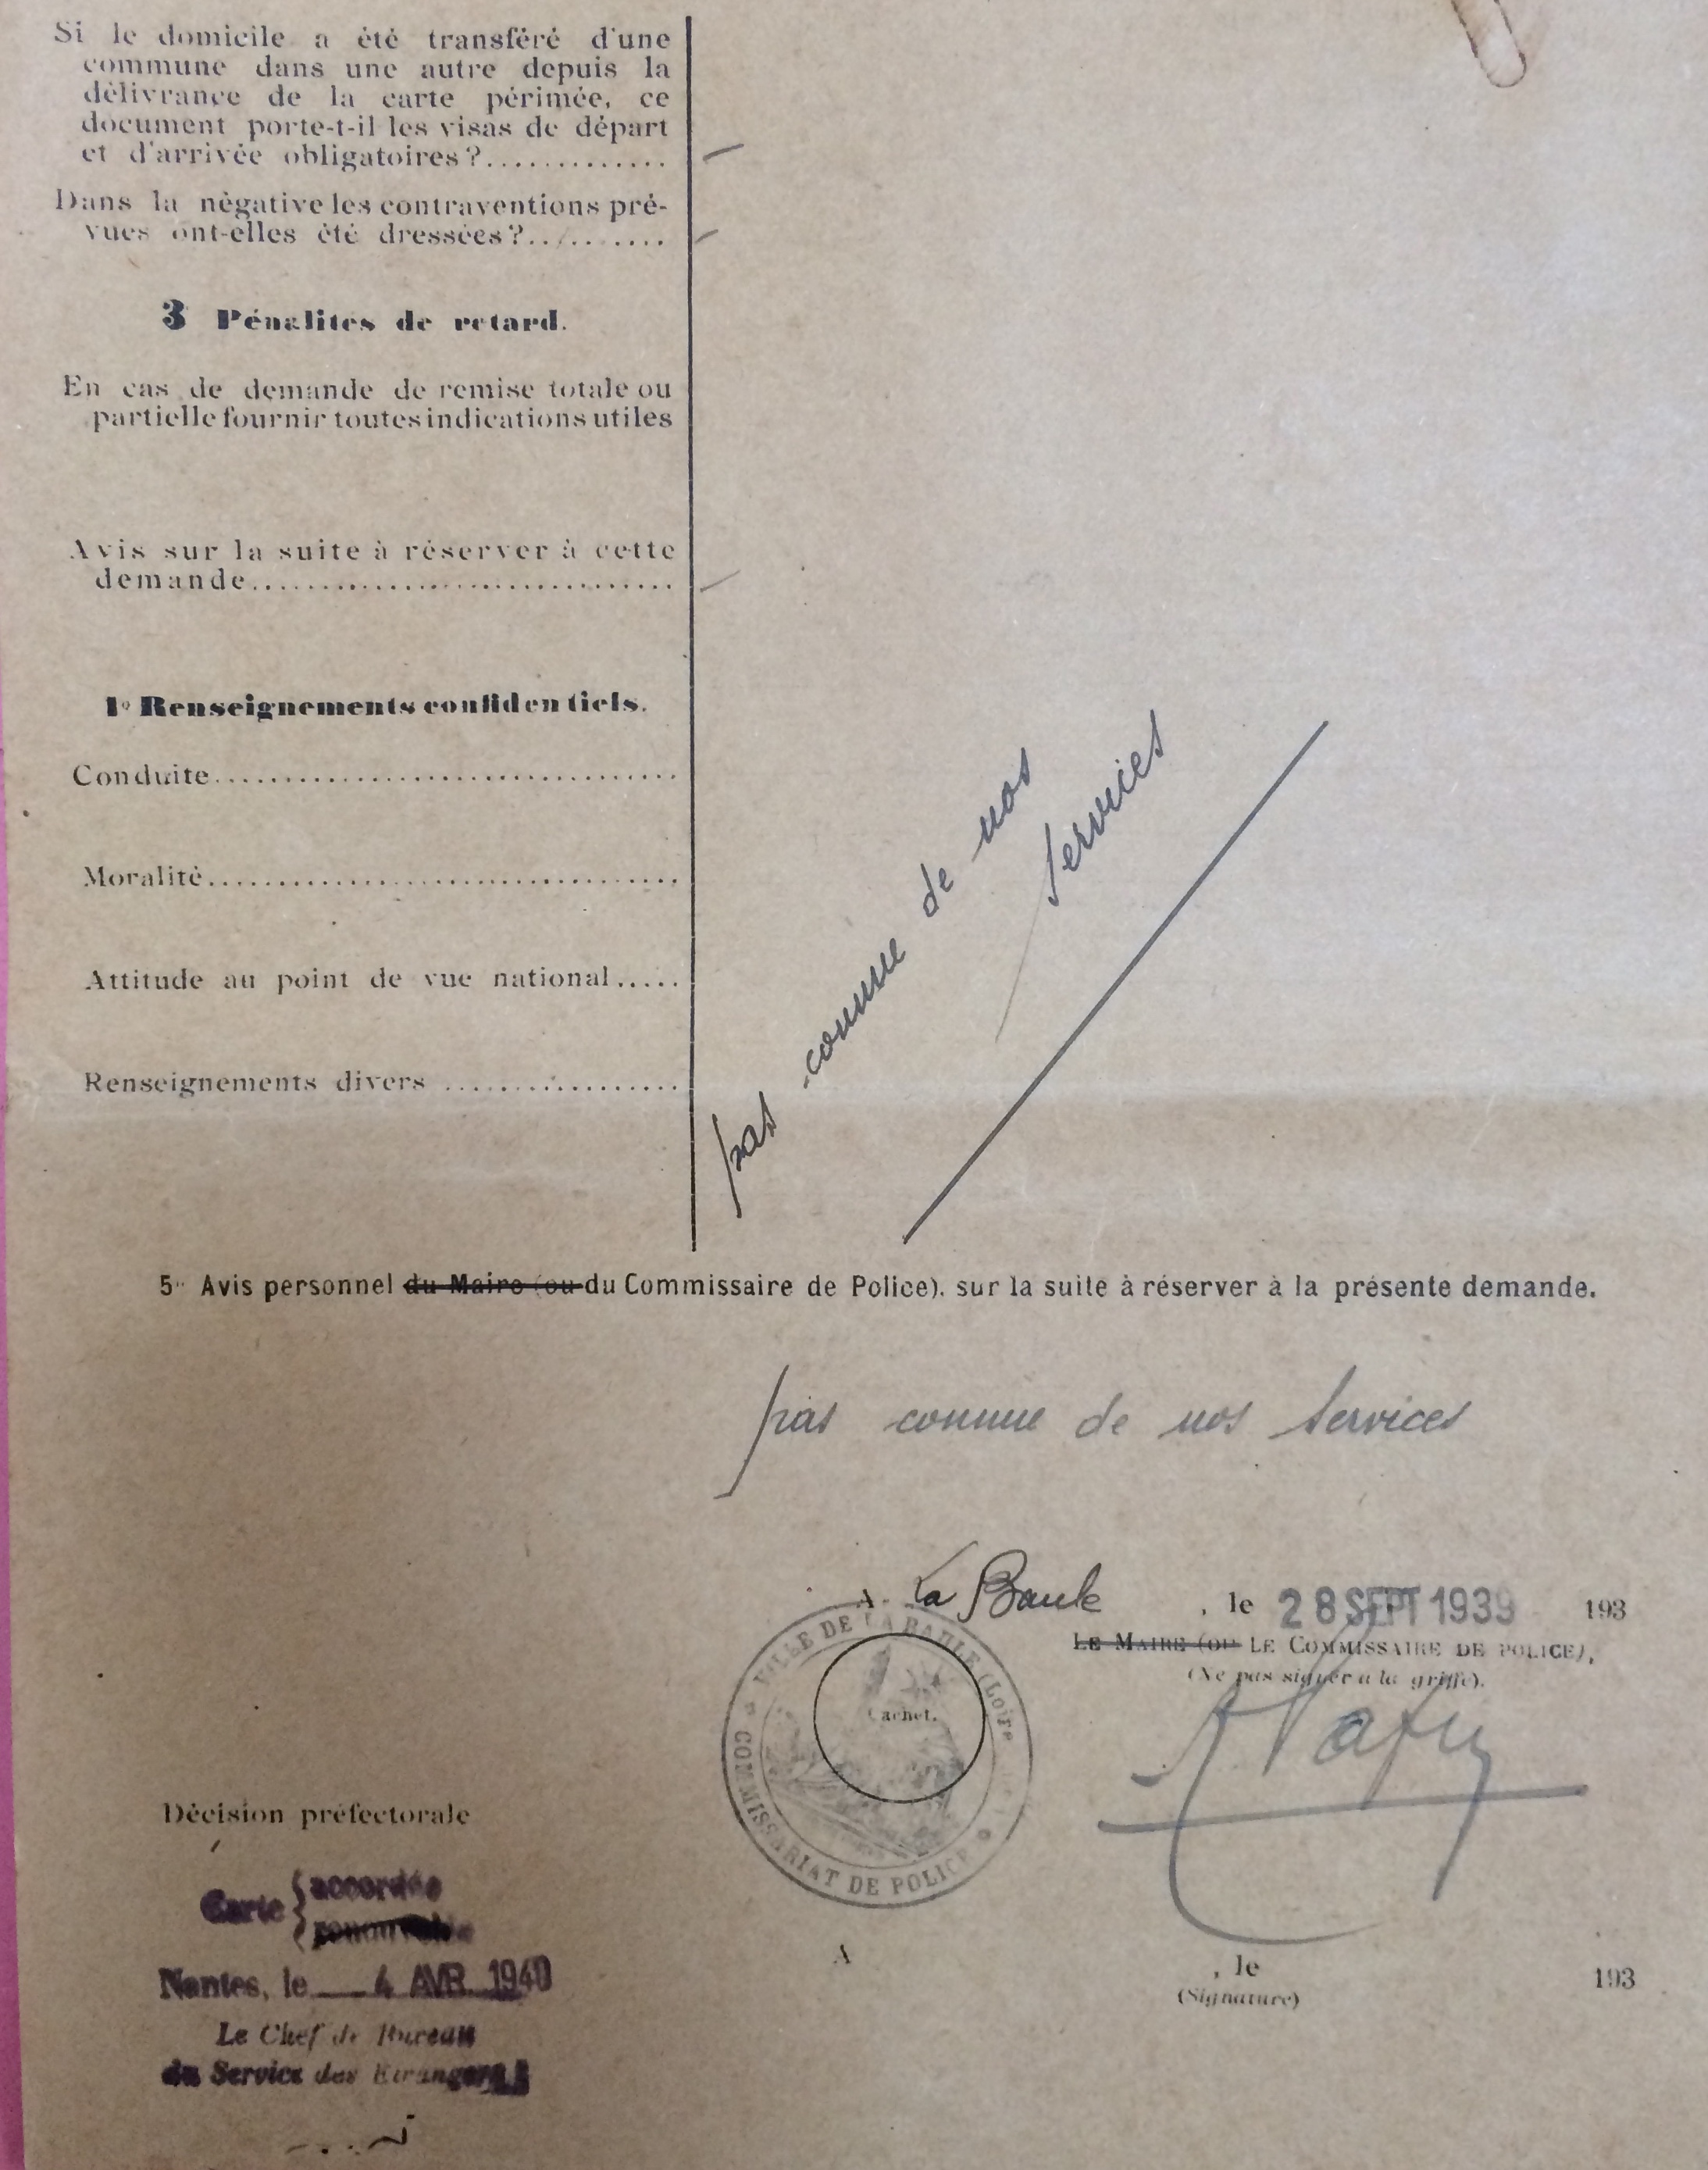 Si le domicile a été transféré d'une
commune dans une autre depuis la
délivrance de la carte périmée, ce
document porte-t-il les visas de départ
et d'arrivée obligatoires?.............
Dans la négative les contraventions pré-
vues ont-elles été dressées?..........
3 Pénalités de retard.
En cas de demande de remise totale ou
partielle fournir toutes indications utiles
Avis sur la suite à réserver à cette
demande..............................
1° Renseignements confidentiels.
Conduite.................................
Moralité..................................
Attitude au point de vue national.....
Renseignements divers .................
pas connue de nos
services
5° Avis personnel du Maire (ou du Commissaire de Police). sur la suite à réserver à la présente demande.
pas connue de nos services
A La Baule , le 28 SEPT 1939 193
LE MAIRE (OU LE COMMISSAIRE DE POLICE),
(Ne pas signer à la griffe).
VILLE DE LA BAULE (Loire
Cachet.
COMMISSARIAT DE POLICE
Décision préfectorale
Carte { accordée
Nantes, le 4 AVR 1940
A , le 193
(Signature)
Le Chef de Bureau
du Service des Etrangers